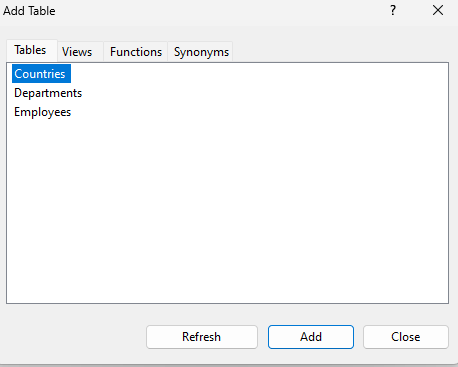 Add Table
?
Tables Views Functions Synonyms
Countries
Departments
Employees
Refresh Add Close